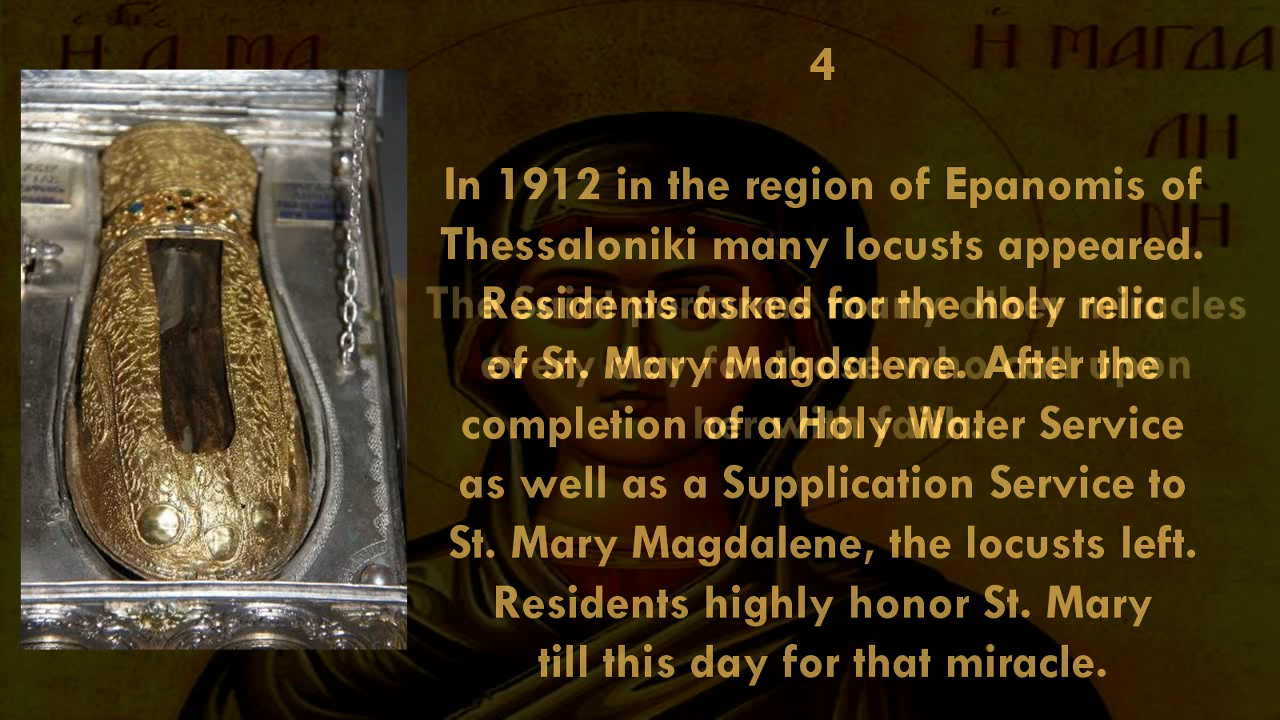 Η Α ΜΑ
Η ΜΑΓΔΑ
ΛΗ
ΝΗ
4
In 1912 in the region of Epanomis of
Thessaloniki many locusts appeared.
Residents asked for the holy relic
of St. Mary Magdalene. After the
completion of a Holy Water Service
as well as a Supplication Service to
St. Mary Magdalene, the locusts left.
Residents highly honor St. Mary
till this day for that miracle.